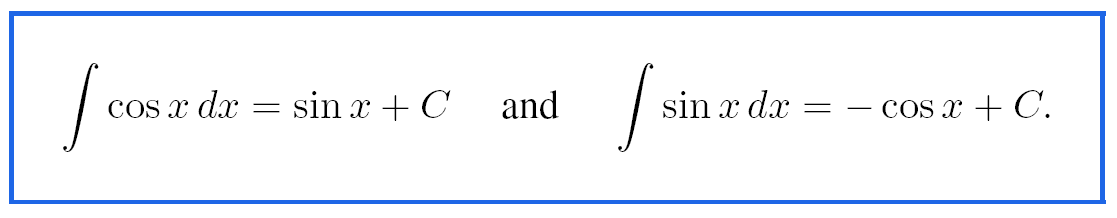 ∫ cos x dx = sin x + C and ∫ sin x dx = − cos x + C.